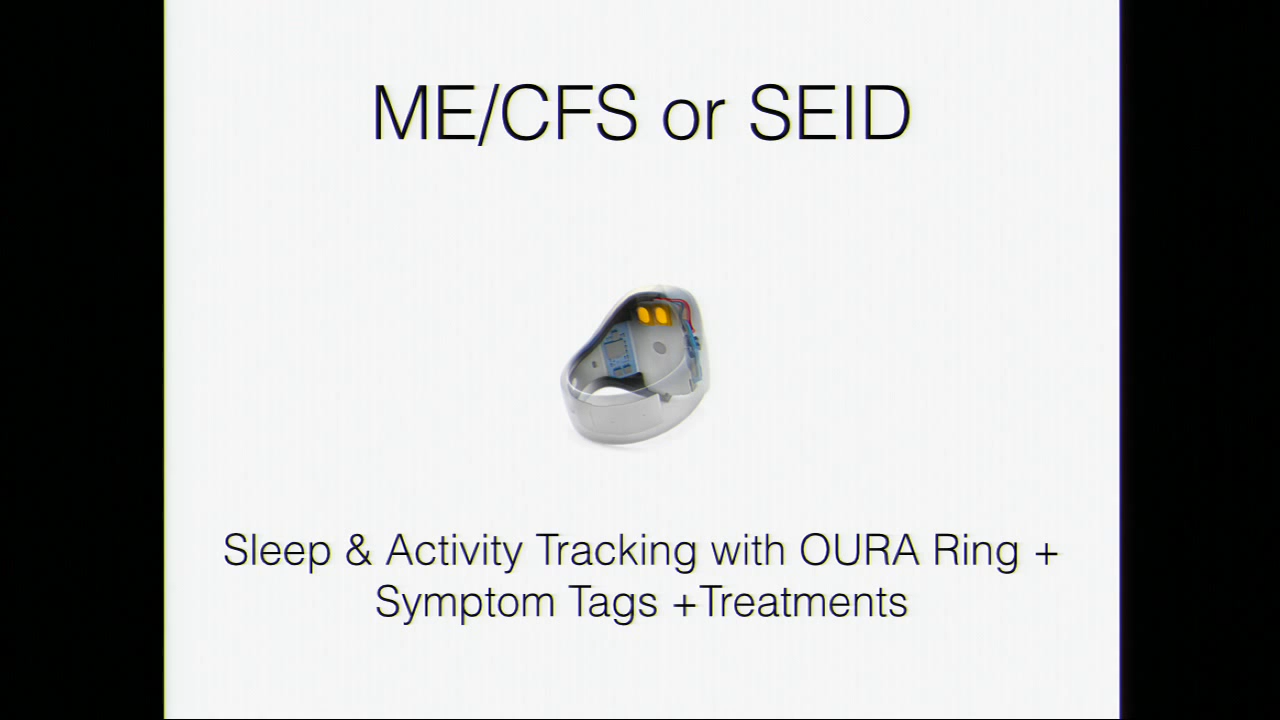 ME/CFS or SEID
Sleep & Activity Tracking with OURA Ring +
Symptom Tags +Treatments